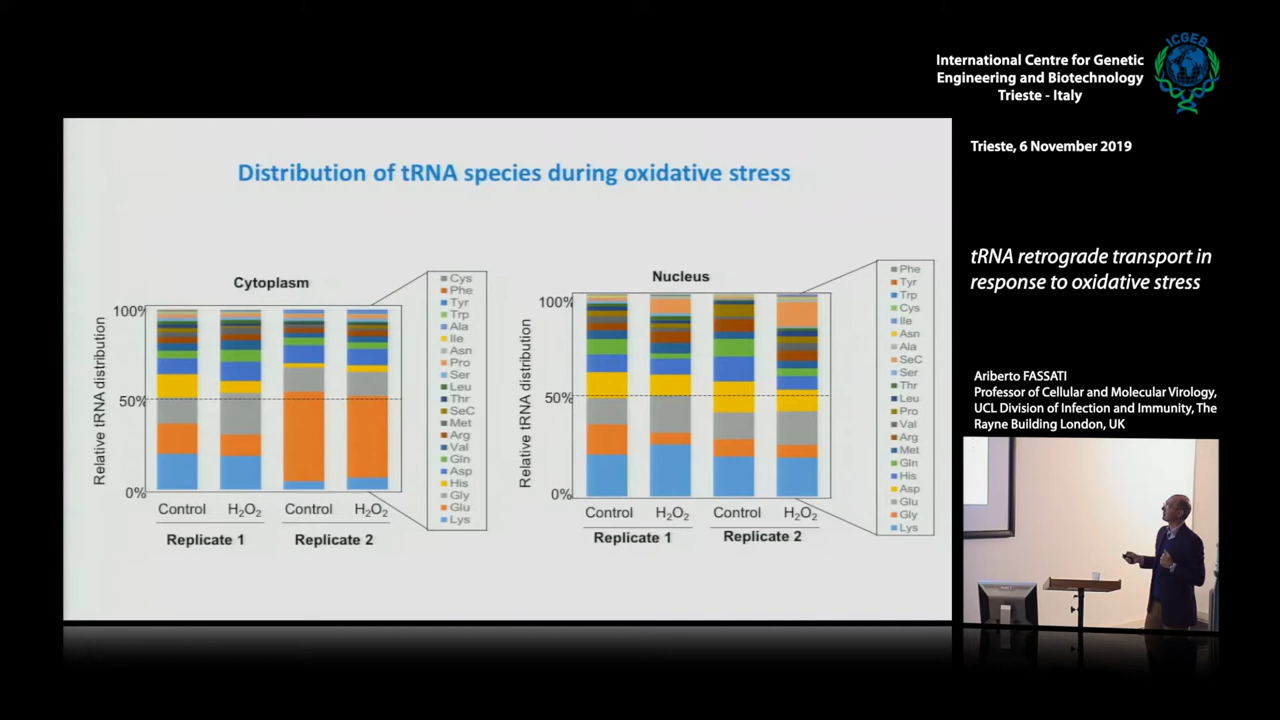 ICGEB
International Centre for Genetic
Engineering and Biotechnology
Trieste - Italy
Trieste, 6 November 2019
Distribution of tRNA species during oxidative stress
Cytoplasm
Relative tRNA distribution
100%
50%
0%
Control
H₂O₂
Control
H₂O₂
Replicate 1
Replicate 2
Cys
Phe
Tyr
Trp
Ala
Ile
Asn
Pro
Ser
Leu
Thr
SeC
Met
Arg
Val
Gln
Asp
His
Gly
Glu
Lys
Nucleus
Relative tRNA distribution
100%
50%
0%
Control
H₂O₂
Control
H₂O₂
Replicate 1
Replicate 2
Phe
Tyr
Trp
Cys
Ile
Asn
Ala
SeC
Ser
Thr
Leu
Pro
Val
Arg
Met
Gln
His
Asp
Glu
Gly
Lys
tRNA retrograde transport in
response to oxidative stress
Ariberto FASSATI
Professor of Cellular and Molecular Virology,
UCL Division of Infection and Immunity, The
Rayne Building London, UK